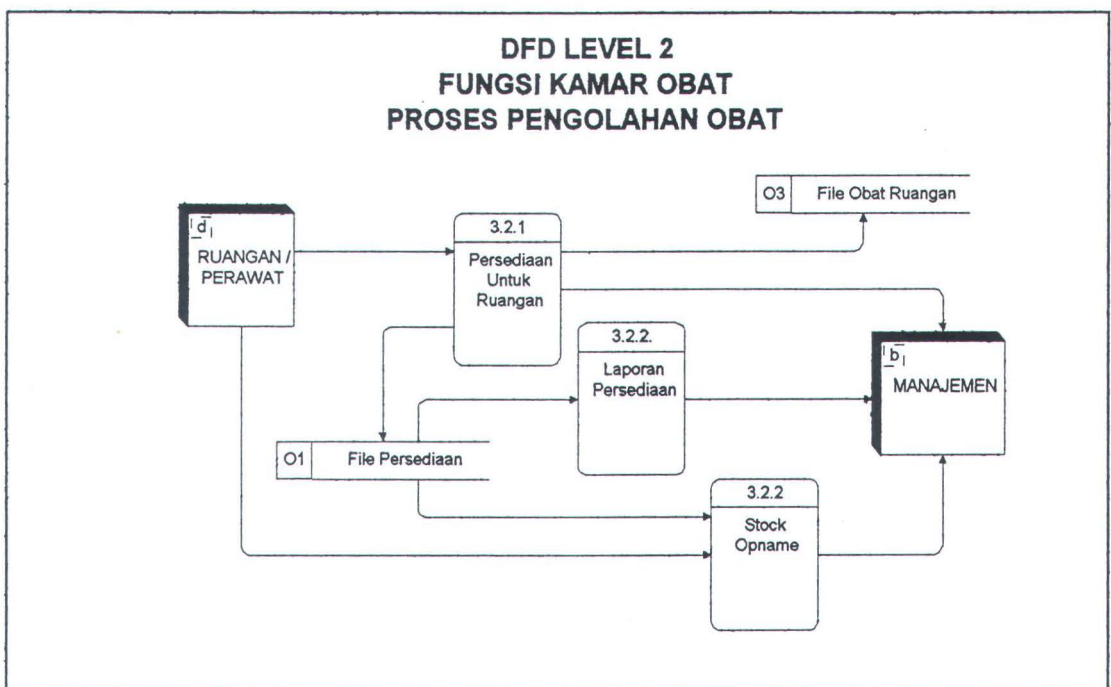 DFD LEVEL 2
FUNGSI KAMAR OBAT
PROSES PENGOLAHAN OBAT
O3 File Obat Ruangan
d
RUANGAN /
PERAWAT
3.2.1
Persediaan
Untuk
Ruangan
3.2.2.
Laporan
Persediaan
b
MANAJEMEN
O1 File Persediaan
3.2.2
Stock
Opname